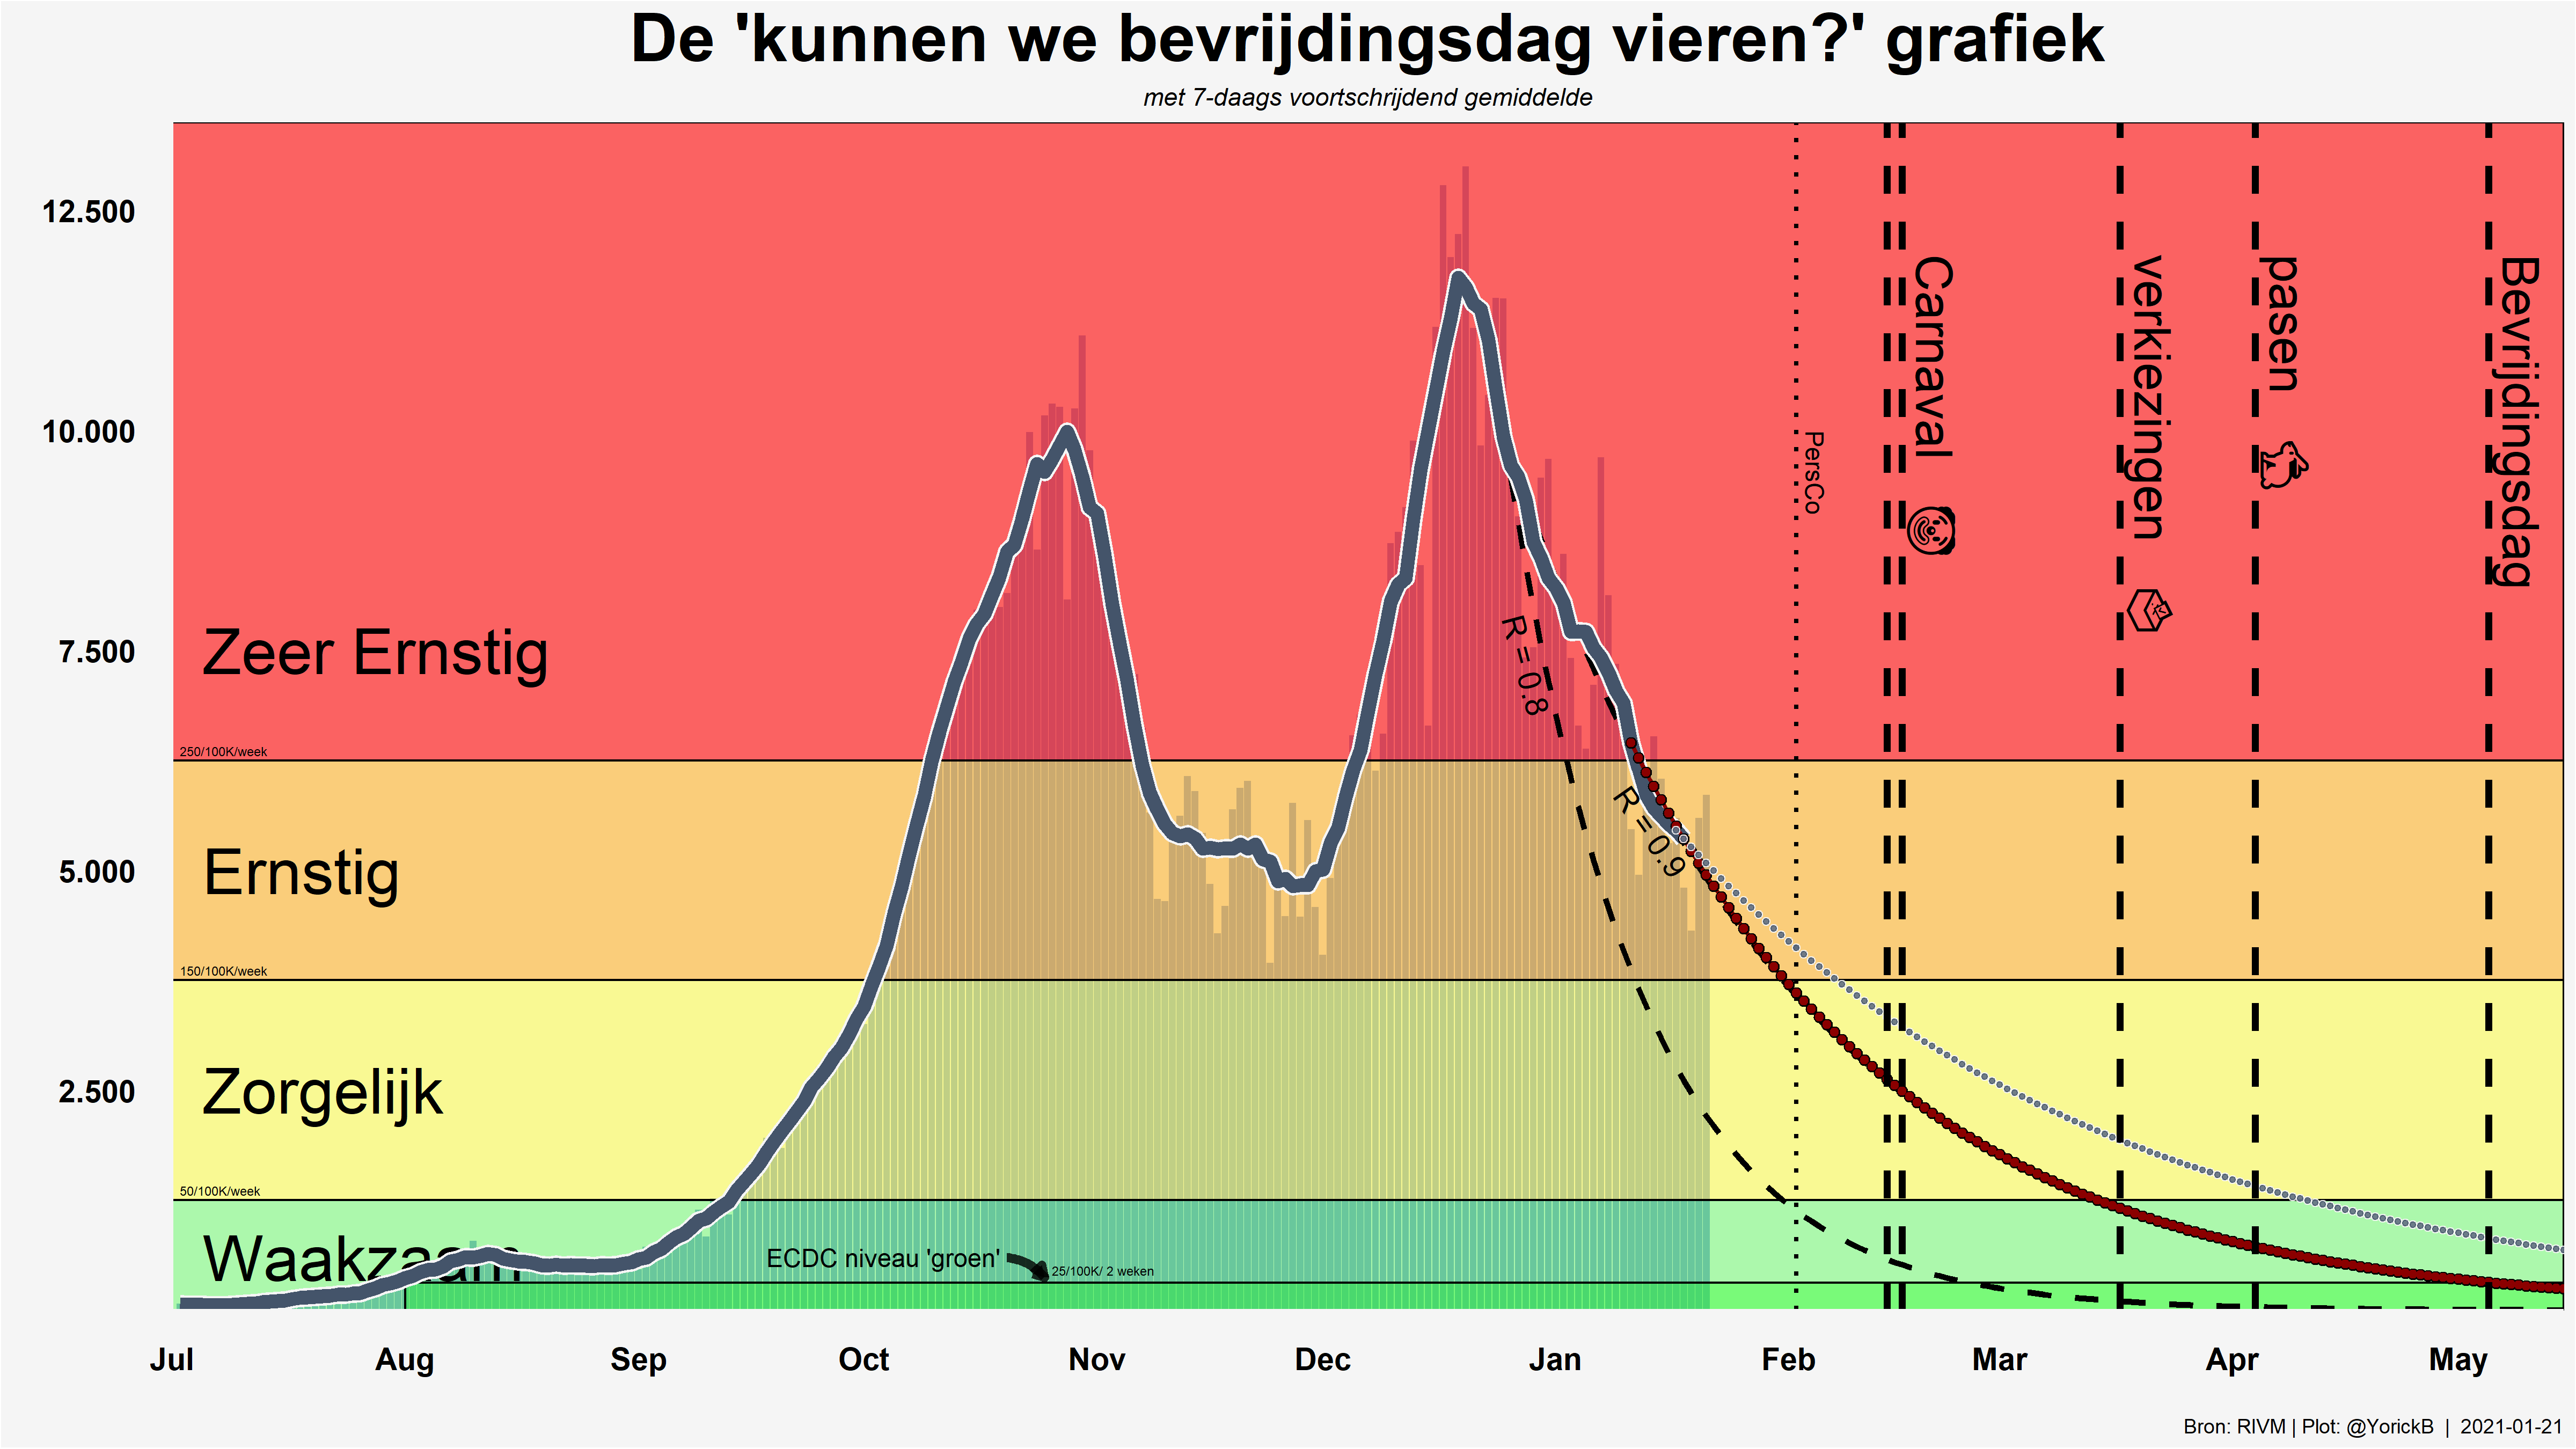 De 'kunnen we bevrijdingsdag vieren?' grafiek
met 7-daags voortschrijdend gemiddelde
12.500
10.000
7.500
5.000
2.500
Zeer Ernstig
250/100K/week
Ernstig
150/100K/week
Zorgelijk
50/100K/week
Waakzaam
ECDC niveau 'groen'
25/100K/ 2 weken
R =0.8
R =0.9
PersCo
Carnaval
verkiezingen
pasen
Bevrijdingsdag
Jul Aug Sep Oct Nov Dec Jan Feb Mar Apr May
Bron: RIVM | Plot: @YorickB | 2021-01-21